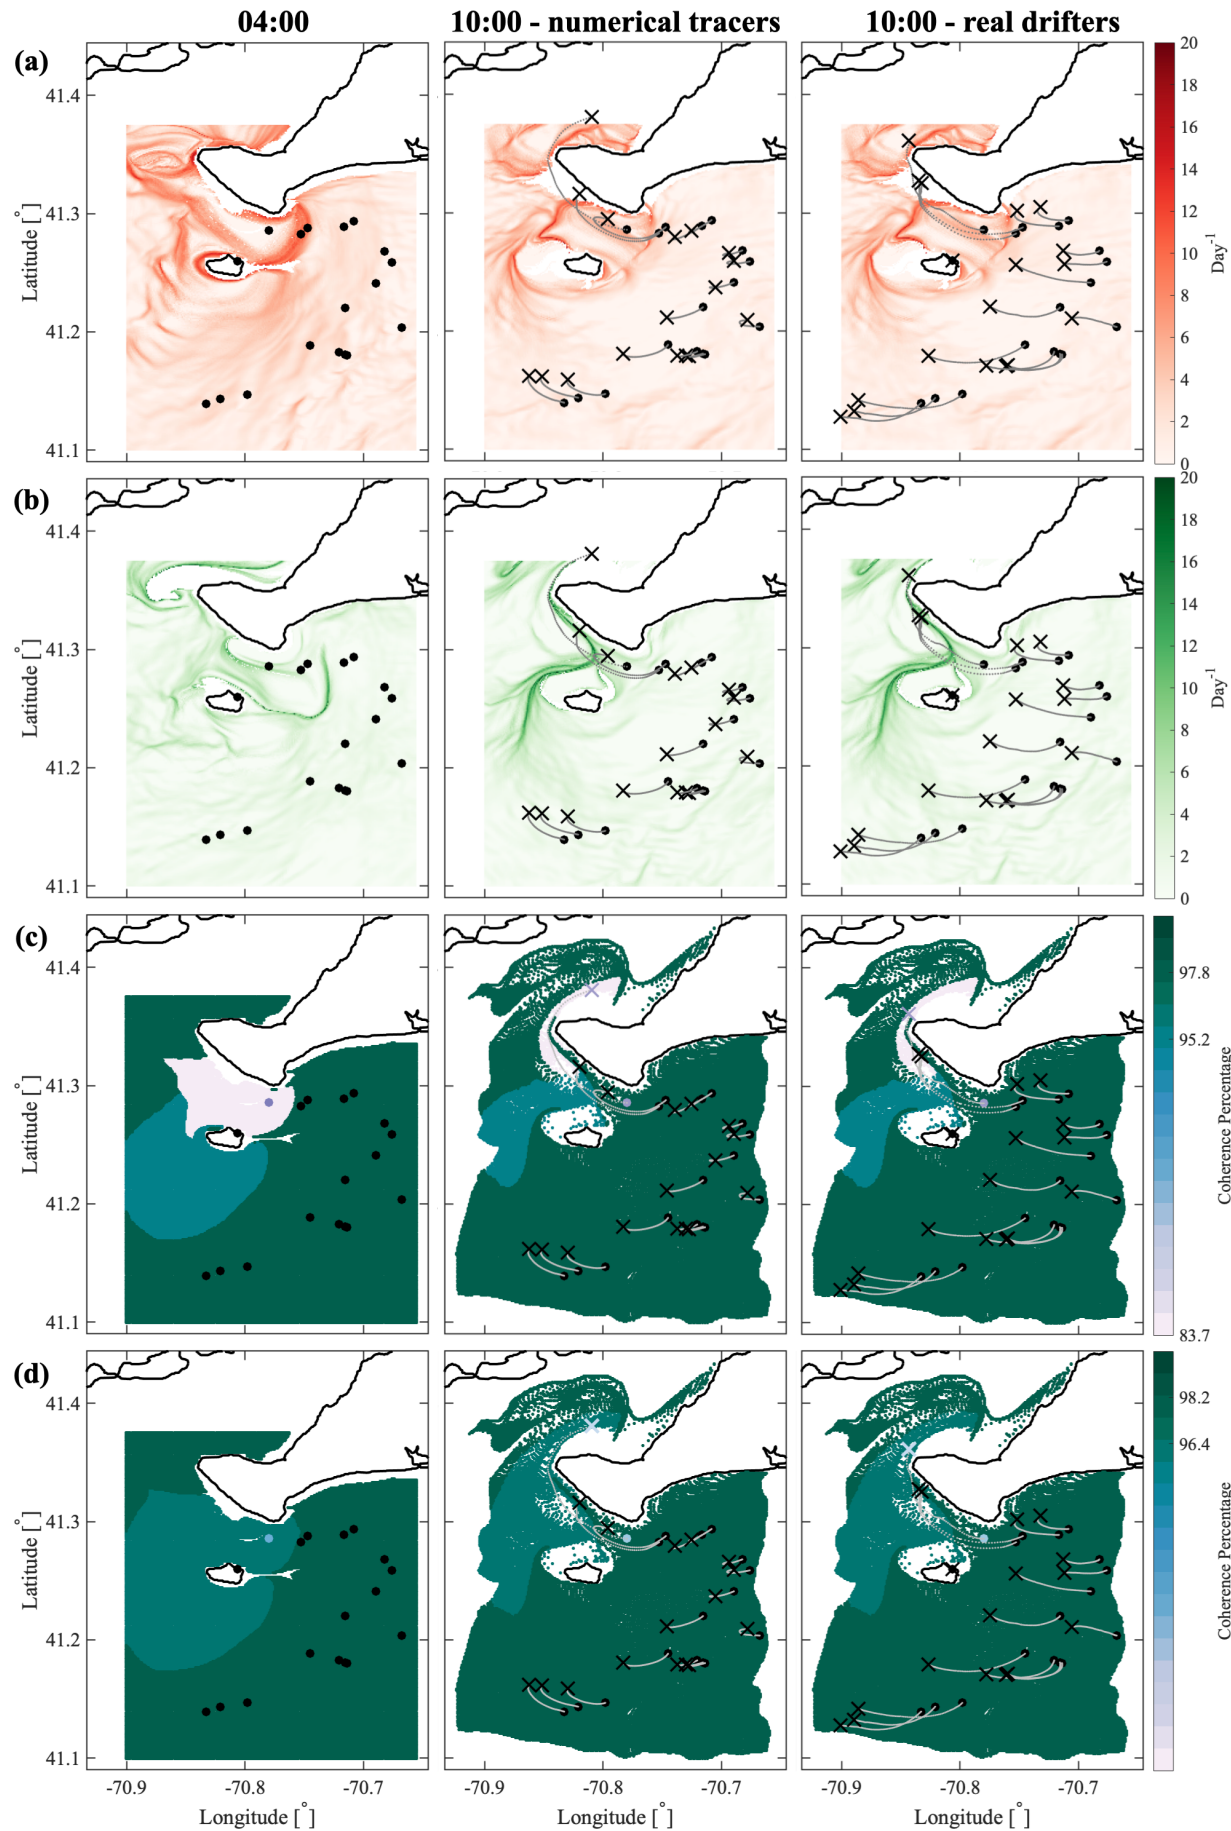 04:00
10:00 - numerical tracers
10:00 - real drifters
(a)
41.4
41.3
41.2
41.1
Latitude [°]
20
18
16
14
12
10
8
6
4
2
0
Day-1
(b)
41.4
41.3
41.2
41.1
Latitude [°]
20
18
16
14
12
10
8
6
4
2
0
Day-1
(c)
41.4
41.3
41.2
41.1
Latitude [°]
97.8
95.2
83.7
Coherence Percentage
(d)
41.4
41.3
41.2
41.1
Latitude [°]
98.2
96.4
Coherence Percentage
-70.9 -70.8 -70.7
-70.9 -70.8 -70.7
-70.9 -70.8 -70.7
Longitude [°]
Longitude [°]
Longitude [°]